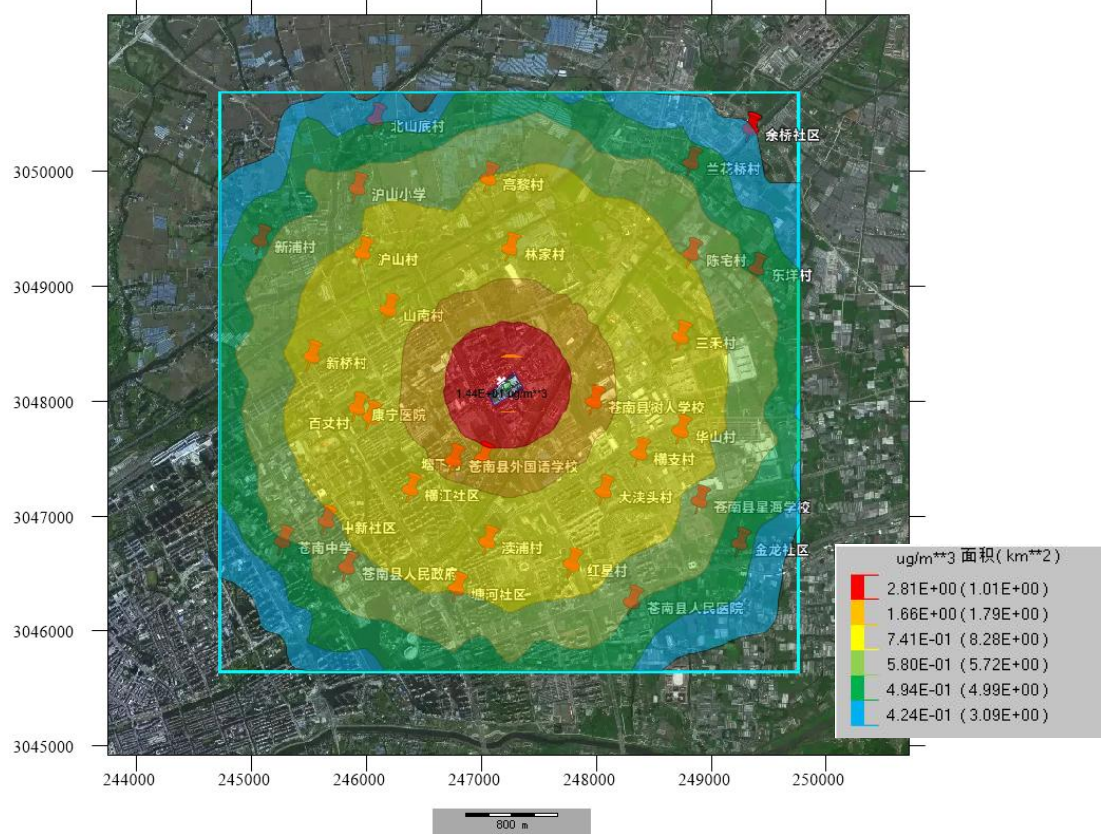 北山底村
余桥社区
兰花桥村
高黎村
沪山小学
新浦村
沪山村
林家村
陈宅村
东垟村
山南村
三禾村
新桥村
1.44E+01 ug/m**3
百丈村
康宁医院
苍南县树人学校
华山村
横支村
苍南县外国语学校
横江社区
大渎头村
苍南县星海学校
中新社区
苍南中学
渎浦村
金龙社区
苍南县人民政府
红星村
塘河社区
苍南县人民医院
3050000
3049000
3048000
3047000
3046000
3045000
244000
245000
246000
247000
248000
249000
250000
800 m
ug/m**3 面积( km**2)
2.81E+00 ( 1.01E+00 )
1.66E+00 ( 1.79E+00 )
7.41E-01 ( 8.28E+00 )
5.80E-01 ( 5.72E+00 )
4.94E-01 ( 4.99E+00 )
4.24E-01 ( 3.09E+00 )